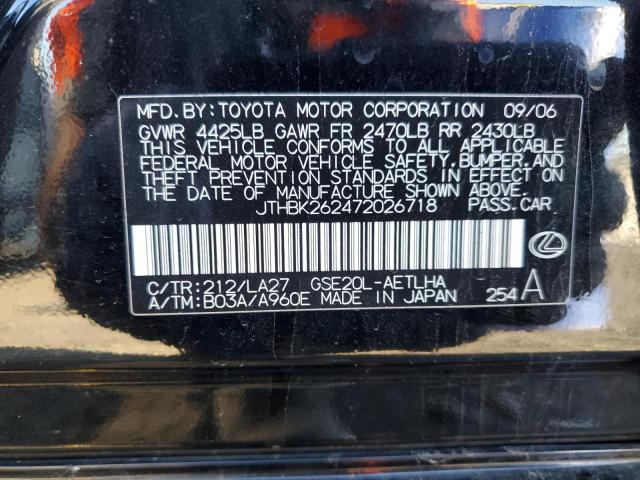 MFD.BY:TOYOTA MOTOR CORPORATION 09/06
GVWR 4425LB GAWR FR 2470LB RR 2430LB
THIS VEHICLE CONFORMS TO ALL APPLICABLE
FEDERAL MOTOR VEHICLE SAFETY,BUMPER,AND
THEFT PREVENTION STANDARDS IN EFFECT ON
THE DATE OF MANUFACTURE SHOWN ABOVE.
JTHBK262472026718 PASS.CAR
C/TR:212/LA27 GSE20L-AETLHA
A/TM:B03A/A960E MADE IN JAPAN 254 A